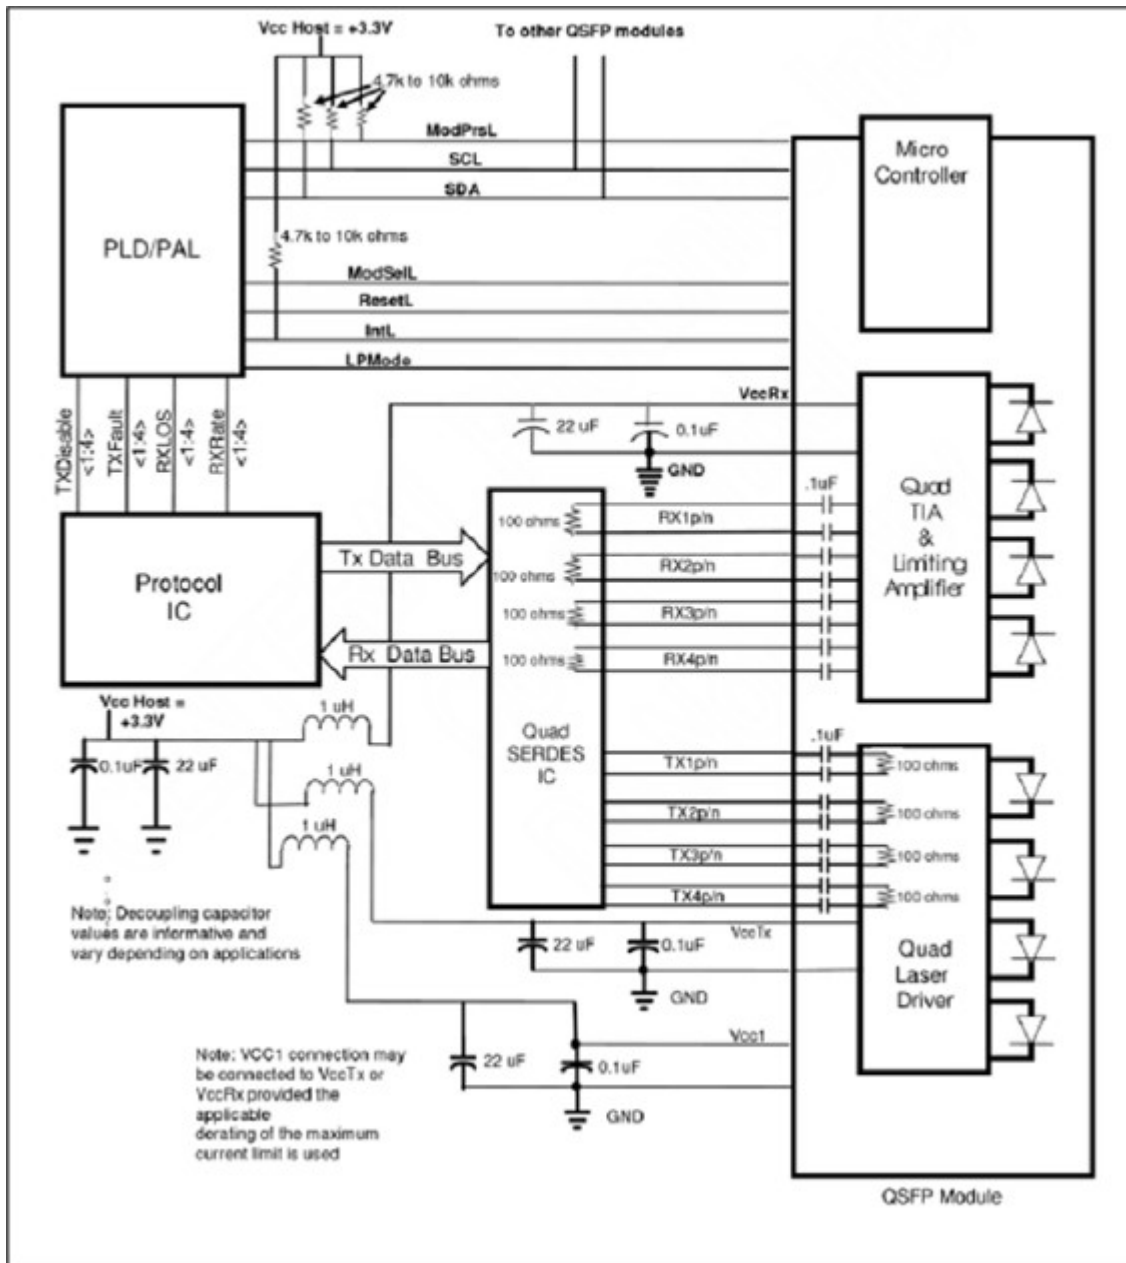 Vcc Host = +3.3V
To other QSFP modules
4.7k to 10k ohms
ModPrsL
SCL
SDA
Micro
Controller
PLD/PAL
4.7k to 10k ohms
ModSelL
ResetL
IntL
LPMode
VccRx
TXDisable
<1:4>
TXFault
<1:4>
RXLOS
<1:4>
RXRate
<1:4>
22 uF
0.1uF
GND
Quad
TIA
&
Limiting
Amplifier
.1uF
100 ohms
RX1p/n
100 ohms
RX2p/n
100 ohms
RX3p/n
100 ohms
RX4p/n
Tx Data Bus
Protocol
IC
Rx Data Bus
Vcc Host =
+3.3V
1 uH
0.1uF
22 uF
1 uH
1 uH
Quad
SERDES
IC
.1uF
TX1p/n
100 ohms
TX2p/n
100 ohms
TX3p/n
100 ohms
TX4p/n
100 ohms
Note: Decoupling capacitor
values are informative and
vary depending on applications
VccTx
22 uF
0.1uF
GND
Quad
Laser
Driver
Vcc1
22 uF
0.1uF
GND
Note: VCC1 connection may
be connected to VccTx or
VccRx provided the
applicable
derating of the maximum
current limit is used
QSFP Module